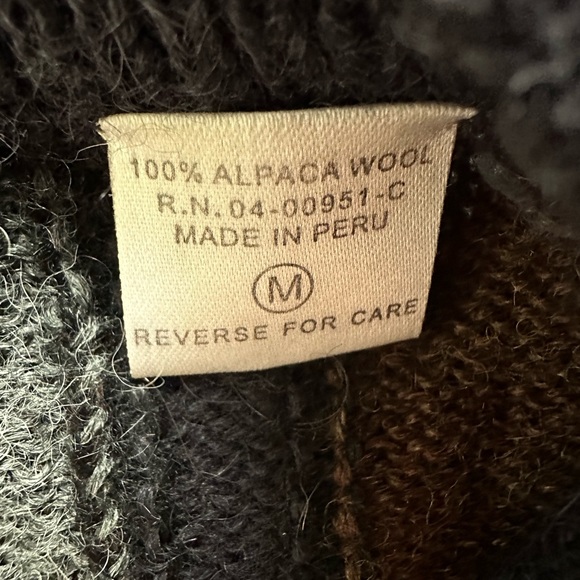 100% ALPACA WOOL
R.N. 04-00951-C
MADE IN PERU
M
REVERSE FOR CARE